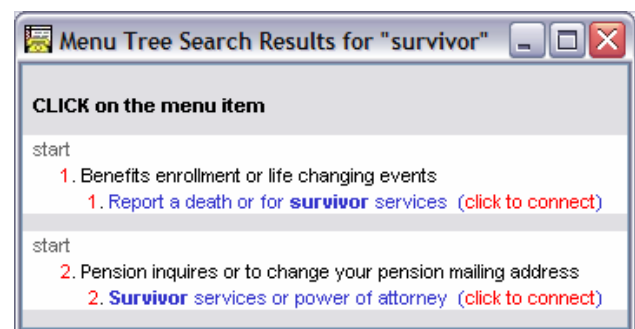 Menu Tree Search Results for "survivor"
CLICK on the menu item
start
1. Benefits enrollment or life changing events
1. Report a death or for survivor services (click to connect)
start
2. Pension inquires or to change your pension mailing address
2. Survivor services or power of attorney (click to connect)